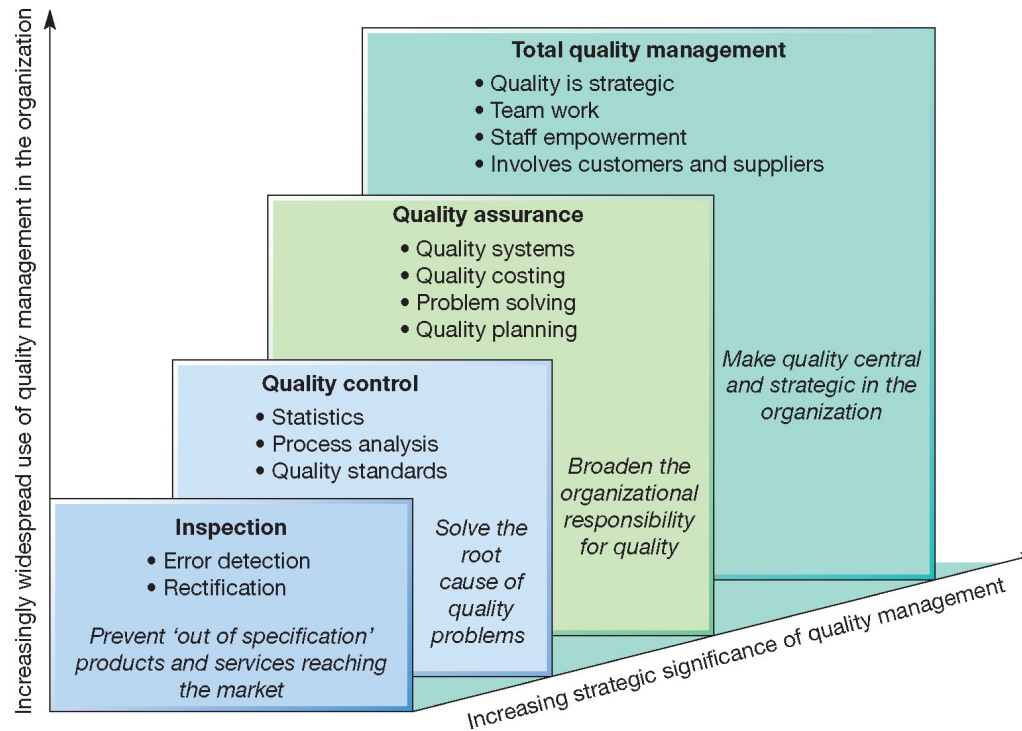 Increasingly widespread use of quality management in the organization
Total quality management
• Quality is strategic
• Team work
• Staff empowerment
• Involves customers and suppliers
Make quality central
and strategic in the
organization
Quality assurance
• Quality systems
• Quality costing
• Problem solving
• Quality planning
Broaden the
organizational
responsibility
for quality
Quality control
• Statistics
• Process analysis
• Quality standards
Solve the
root
cause of
quality
problems
Inspection
• Error detection
• Rectification
Prevent ‘out of specification’
products and services reaching
the market
Increasing strategic significance of quality management